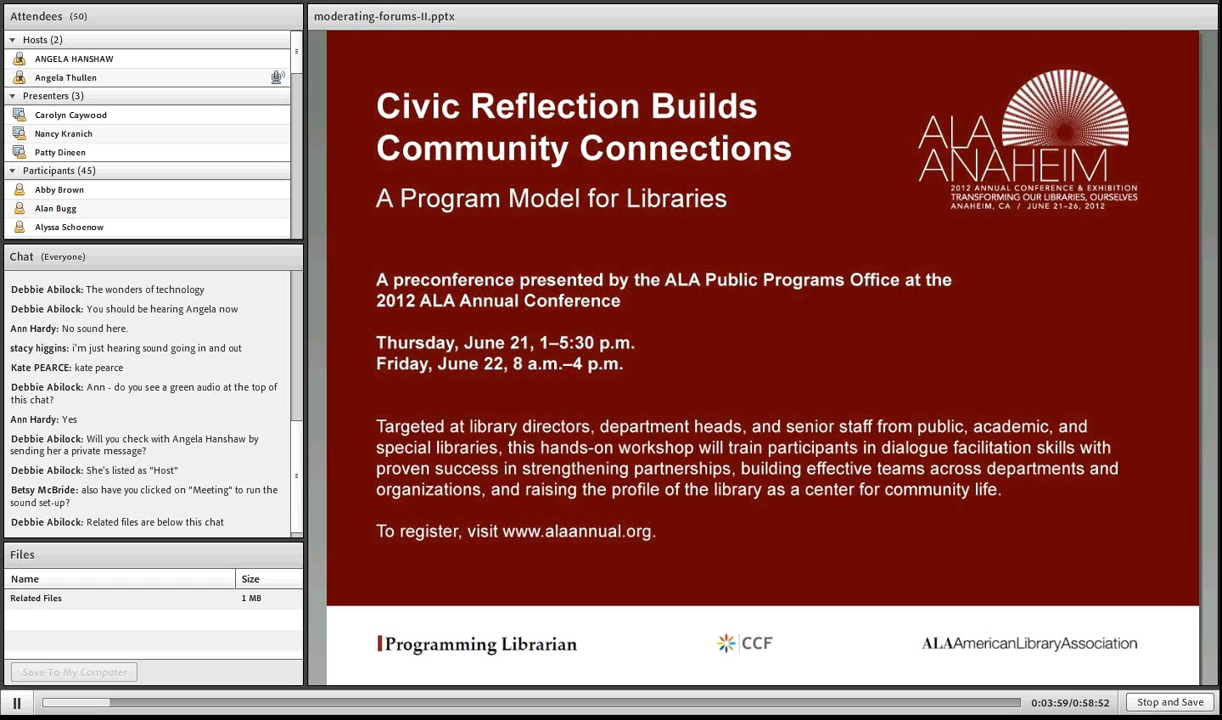 Attendees (50)
Hosts (2)
ANGELA HANSHAW
Angela Thullen
Presenters (3)
Carolyn Caywood
Nancy Kranich
Patty Dineen
Participants (45)
Abby Brown
Alan Bugg
Alyssa Schoenow
Chat (Everyone)
Debbie Abilock: The wonders of technology
Debbie Abilock: You should be hearing Angela now
Ann Hardy: No sound here.
stacy higgins: i'm just hearing sound going in and out
Kate PEARCE: kate pearce
Debbie Abilock: Ann - do you see a green audio at the top of
this chat?
Ann Hardy: Yes
Debbie Abilock: Will you check with Angela Hanshaw by
sending her a private message?
Debbie Abilock: She's listed as "Host"
Betsy McBride: also have you clicked on "Meeting" to run the
sound set-up?
Debbie Abilock: Related files are below this chat
Files
Name Size
Related Files 1 MB
Save To My Computer
moderating-forums-II.pptx
Civic Reflection Builds
Community Connections
A Program Model for Libraries
ALA
ANAHEIM
2012 ANNUAL CONFERENCE & EXHIBITION
TRANSFORMING OUR LIBRARIES, OURSELVES
ANAHEIM, CA / JUNE 21-26, 2012
A preconference presented by the ALA Public Programs Office at the
2012 ALA Annual Conference
Thursday, June 21, 1–5:30 p.m.
Friday, June 22, 8 a.m.–4 p.m.
Targeted at library directors, department heads, and senior staff from public, academic, and
special libraries, this hands-on workshop will train participants in dialogue facilitation skills with
proven success in strengthening partnerships, building effective teams across departments and
organizations, and raising the profile of the library as a center for community life.
To register, visit www.alaannual.org.
Programming Librarian
CCF
ALAAmericanLibraryAssociation
0:03:59/0:58:52
Stop and Save